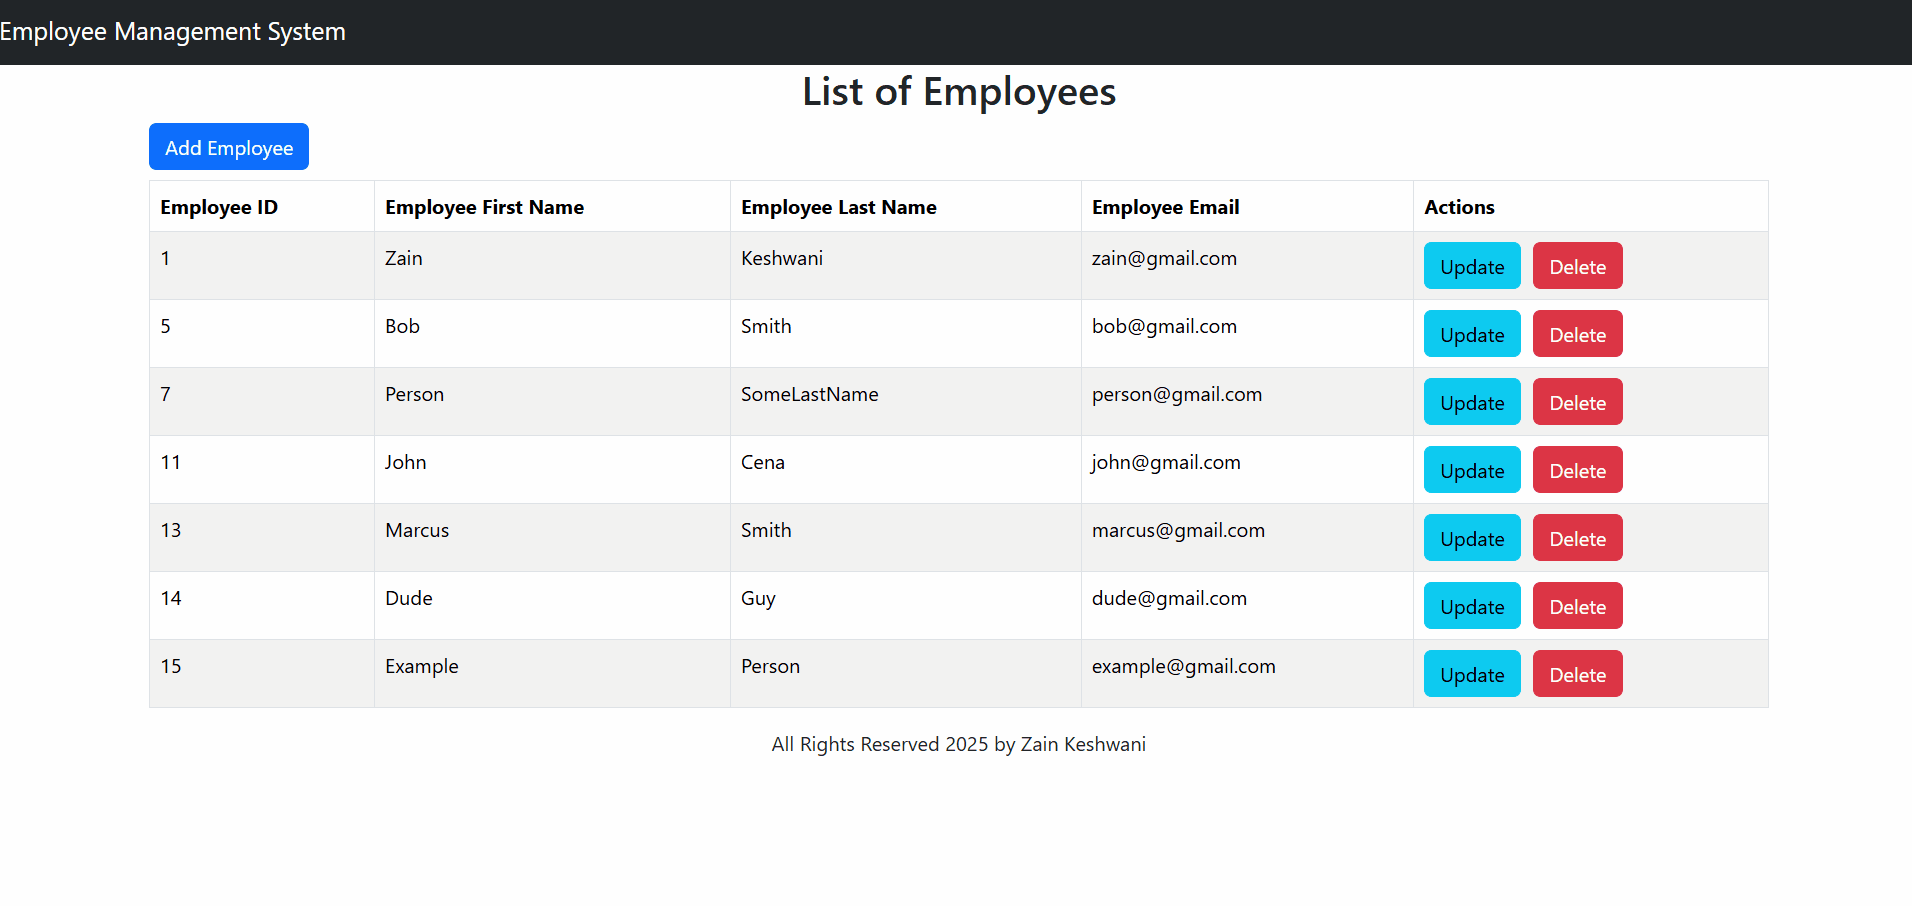 Employee Management System
List of Employees
Add Employee
Employee ID Employee First Name Employee Last Name Employee Email Actions
1 Zain Keshwani zain@gmail.com Update Delete
5 Bob Smith bob@gmail.com Update Delete
7 Person SomeLastName person@gmail.com Update Delete
11 John Cena john@gmail.com Update Delete
13 Marcus Smith marcus@gmail.com Update Delete
14 Dude Guy dude@gmail.com Update Delete
15 Example Person example@gmail.com Update Delete
All Rights Reserved 2025 by Zain Keshwani